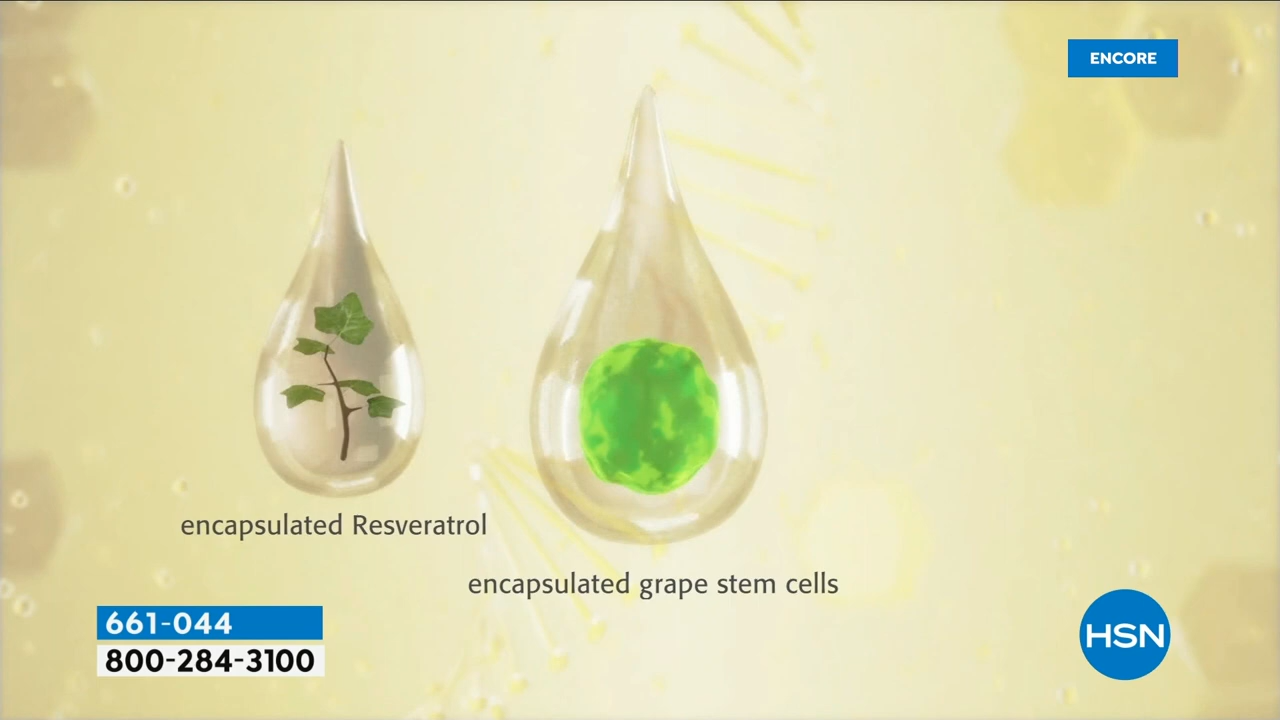 ENCORE
encapsulated Resveratrol
encapsulated grape stem cells
661-044
800-284-3100
HSN